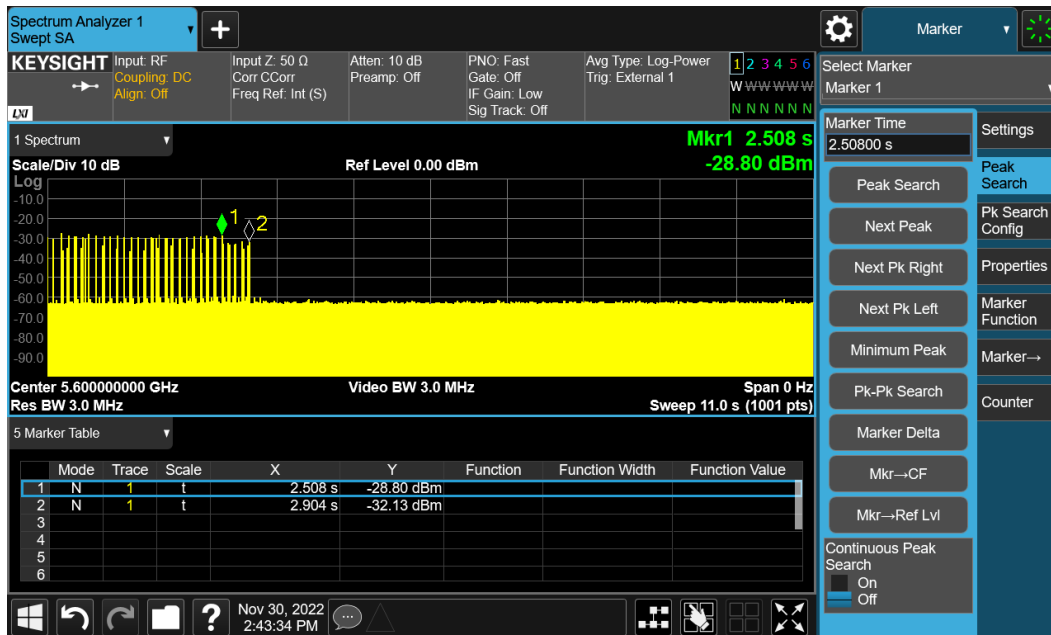 Spectrum Analyzer 1
Swept SA
Marker
KEYSIGHT
LXI
Input: RF
Coupling: DC
Align: Off
Input Z: 50 Ω
Corr CCorr
Freq Ref: Int (S)
Atten: 10 dB
Preamp: Off
PNO: Fast
Gate: Off
IF Gain: Low
Sig Track: Off
Avg Type: Log-Power
Trig: External 1
1 2 3 4 5 6
W W W W W W
N N N N N N
Select Marker
Marker 1
1 Spectrum
Mkr1 2.508 s
Scale/Div 10 dB
Ref Level 0.00 dBm
-28.80 dBm
Log
-10.0
-20.0
-30.0
-40.0
-50.0
-60.0
-70.0
-80.0
-90.0
1
2
Center 5.600000000 GHz
Video BW 3.0 MHz
Span 0 Hz
Res BW 3.0 MHz
Sweep 11.0 s (1001 pts)
5 Marker Table
Mode Trace Scale X Y Function Function Width Function Value
1 N 1 t 2.508 s -28.80 dBm
2 N 1 t 2.904 s -32.13 dBm
3
4
5
6
Marker Time
2.50800 s
Peak Search
Next Peak
Next Pk Right
Next Pk Left
Minimum Peak
Pk-Pk Search
Marker Delta
Mkr→CF
Mkr→Ref Lvl
Continuous Peak
Search
On
Off
Settings
Peak
Search
Pk Search
Config
Properties
Marker
Function
Marker→
Counter
?
Nov 30, 2022
2:43:34 PM